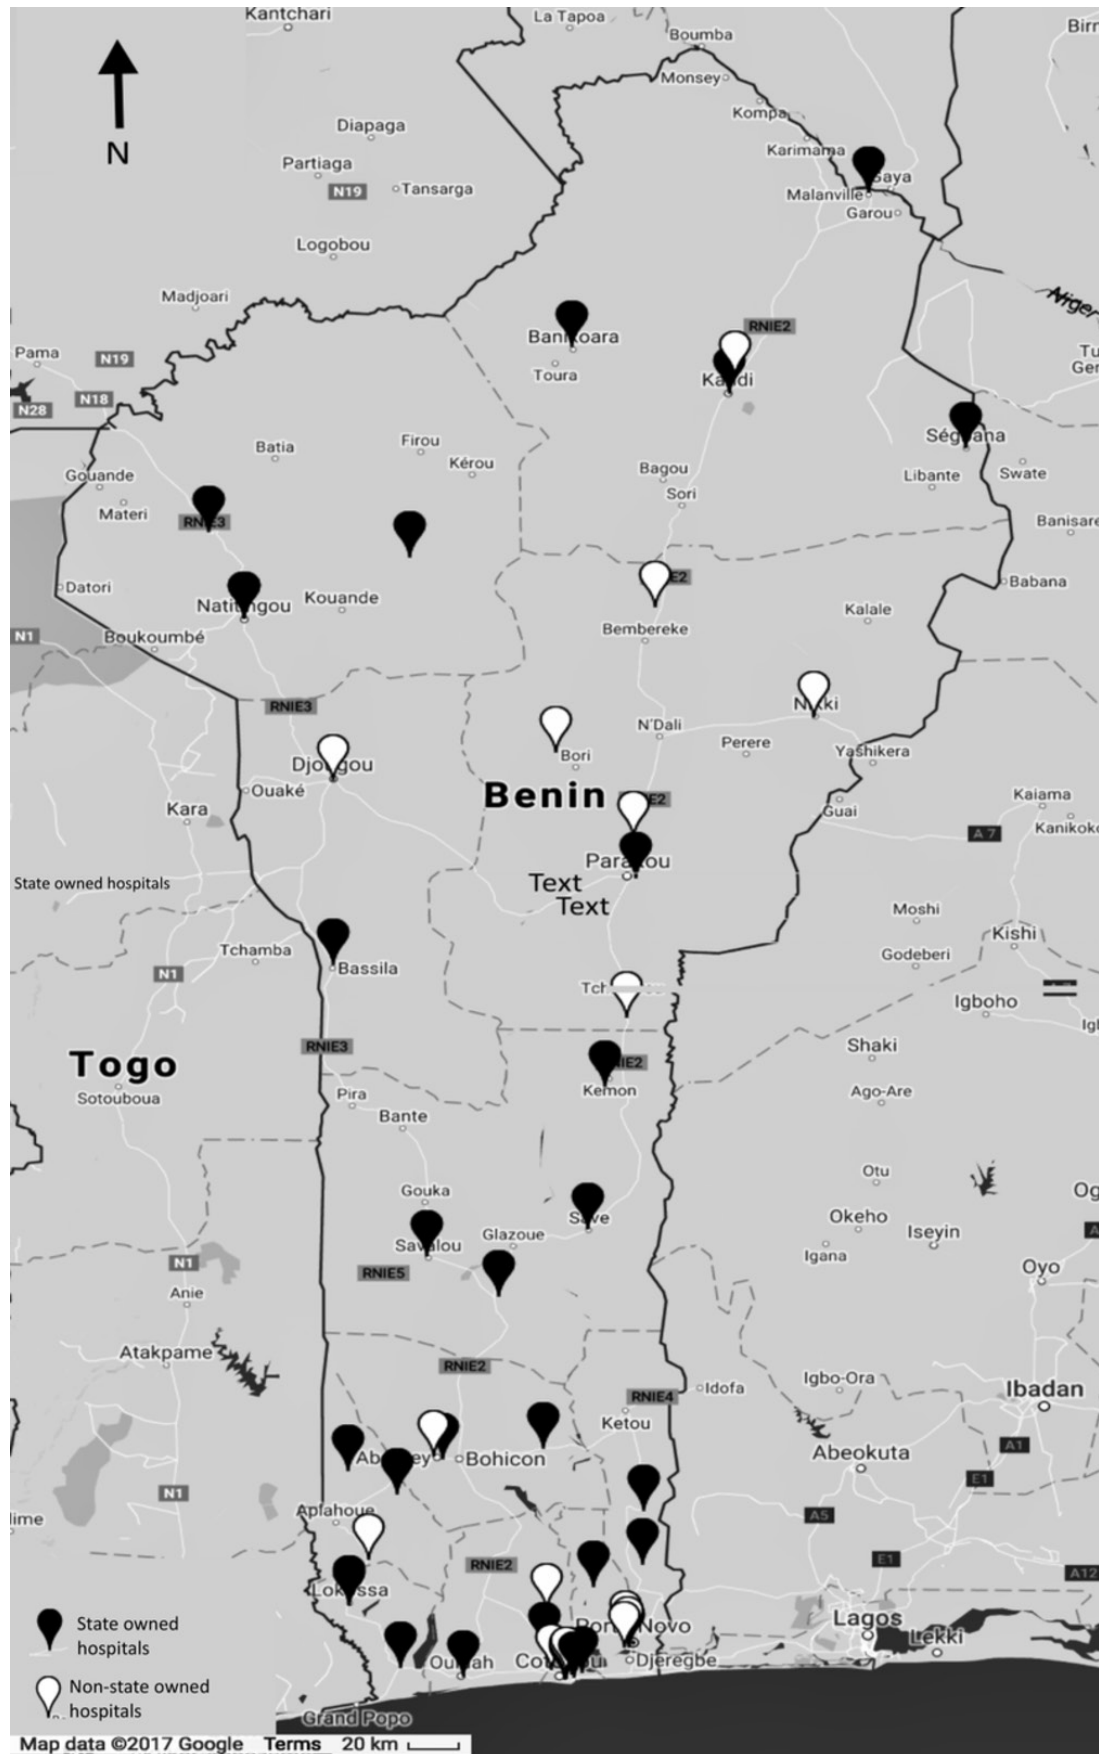 Kantchari
La Tapoa
Boumba
Birr
Monsey
Kompa
Diapaga
Karimama
Partiaga
N19
Tansarga
Malanville
Garou
N
Logobou
Madjoari
Niger
RNIE2
Pama
N19
Toura
N18
N28
Batia
Firou
Kérou
Bagou
Sori
Libante
Swate
Gouande
Materi
Banisare
Datori
Kouande
Babana
Kalale
N1
Boukoumbé
Bembereke
RNIE3
N'Dali
Perere
Yashikera
Bori
Ouaké
Benin
Kara
Guai
Kaiama
A 7
Kanikoko
State owned hospitals
Text
Text
Moshi
Kishi
Tchamba
N1
Bassila
Godeberi
Igboho
RNIE3
Togo
Sotouboua
Kemon
Shaki
Ago-Are
Pira
Bante
Otu
Gouka
Okeho
Iseyin
Glazoue
Igana
N1
RNIE5
Oyo
Anie
Atakpame
RNIE2
RNIE4
Idofa
Igbo-Ora
Ibadan
Ketou
A1
Bohicon
Abeokuta
E1
N1
Aplahoue
A5
RNIE2
E1
A12
Lagos
Lekki
Djeregbe
State owned
hospitals
Non-state owned
hospitals
Grand Popo
Map data ©2017 Google Terms 20 km